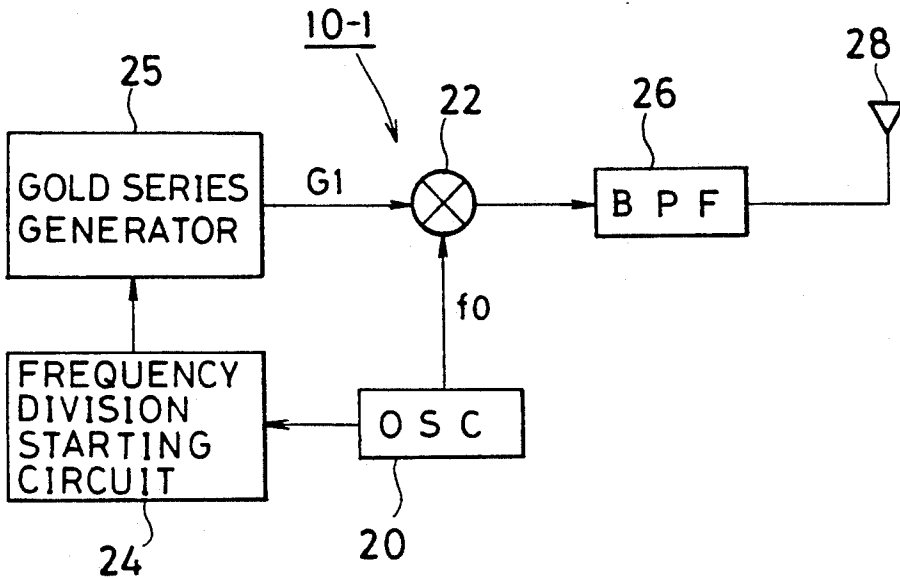 10-1
25
22
26
28
GOLD SERIES
GENERATOR
G1
B P F
f0
FREQUENCY
DIVISION
STARTING
CIRCUIT
O S C
24
20